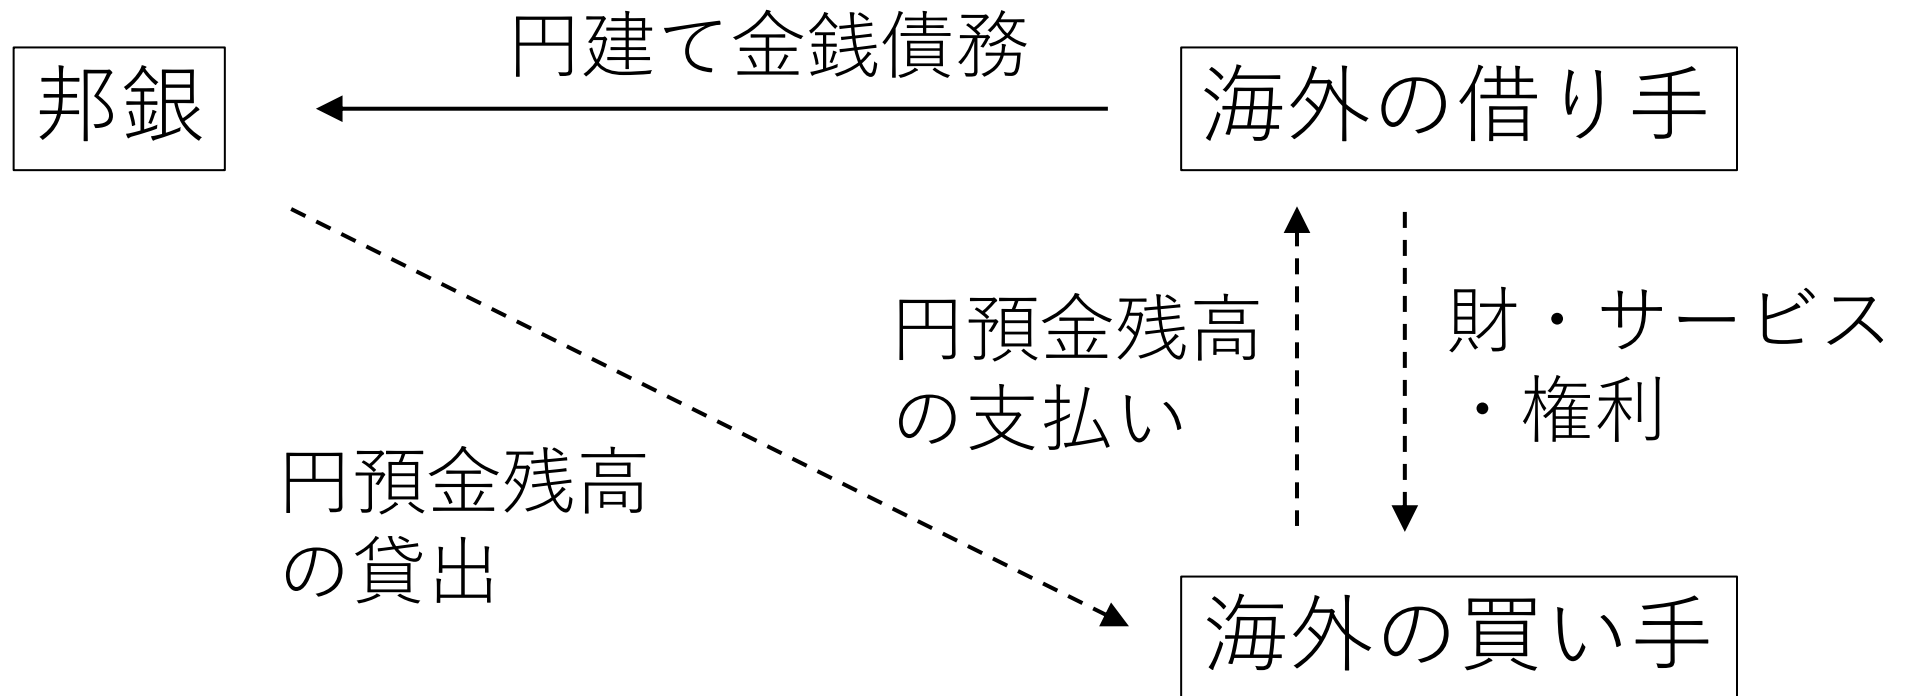 円建て金銭債務
邦銀
海外の借り手
円預金残高
の支払い
財・サービス
・権利
円預金残高
の貸出
海外の買い手